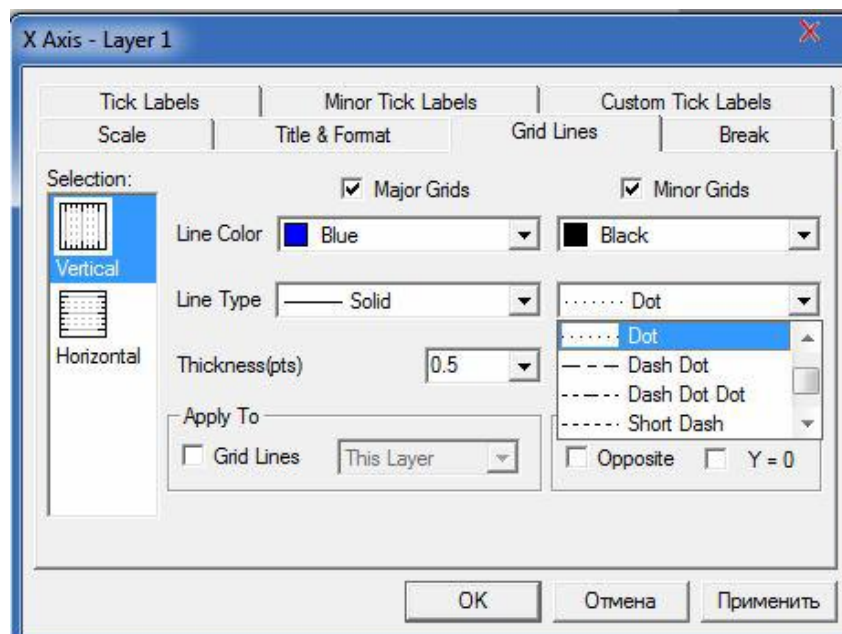 X Axis - Layer 1
Tick Labels Minor Tick Labels Custom Tick Labels
Scale Title & Format Grid Lines Break
Selection:
Major Grids Minor Grids
Line Color Blue Black
Vertical
Line Type Solid Dot
Dot
Horizontal
Thickness(pts) 0.5 Dash Dot
Dash Dot Dot
Apply To Short Dash
Grid Lines This Layer Opposite Y = 0
OK Отмена Применить